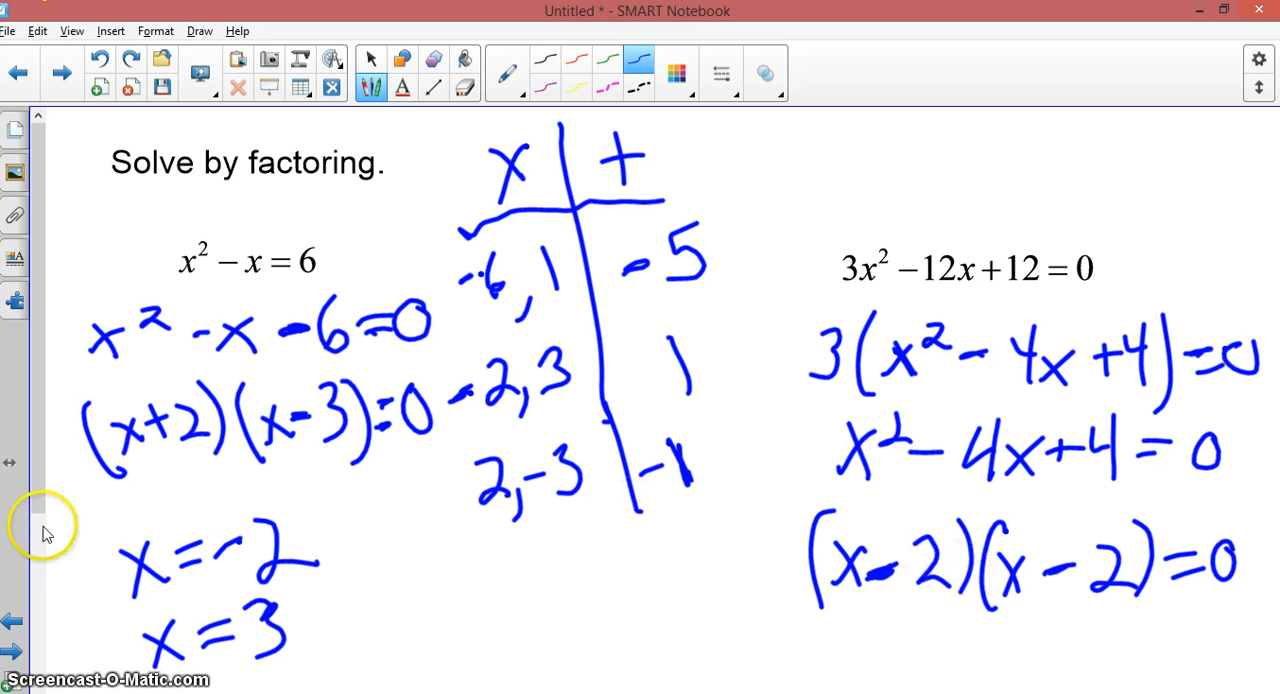 Untitled * - SMART Notebook
File Edit View Insert Format Draw Help
Solve by factoring.
x² − x = 6
x² - x - 6 = 0
(x+2)(x-3) = 0
x = -2
x = 3
x | +
-6, 1 | -5
-2, 3 | 1
2, -3 | -1
3x² − 12x + 12 = 0
3(x² - 4x + 4) = 0
x² - 4x + 4 = 0
(x - 2)(x - 2) = 0
Screencast-O-Matic.com